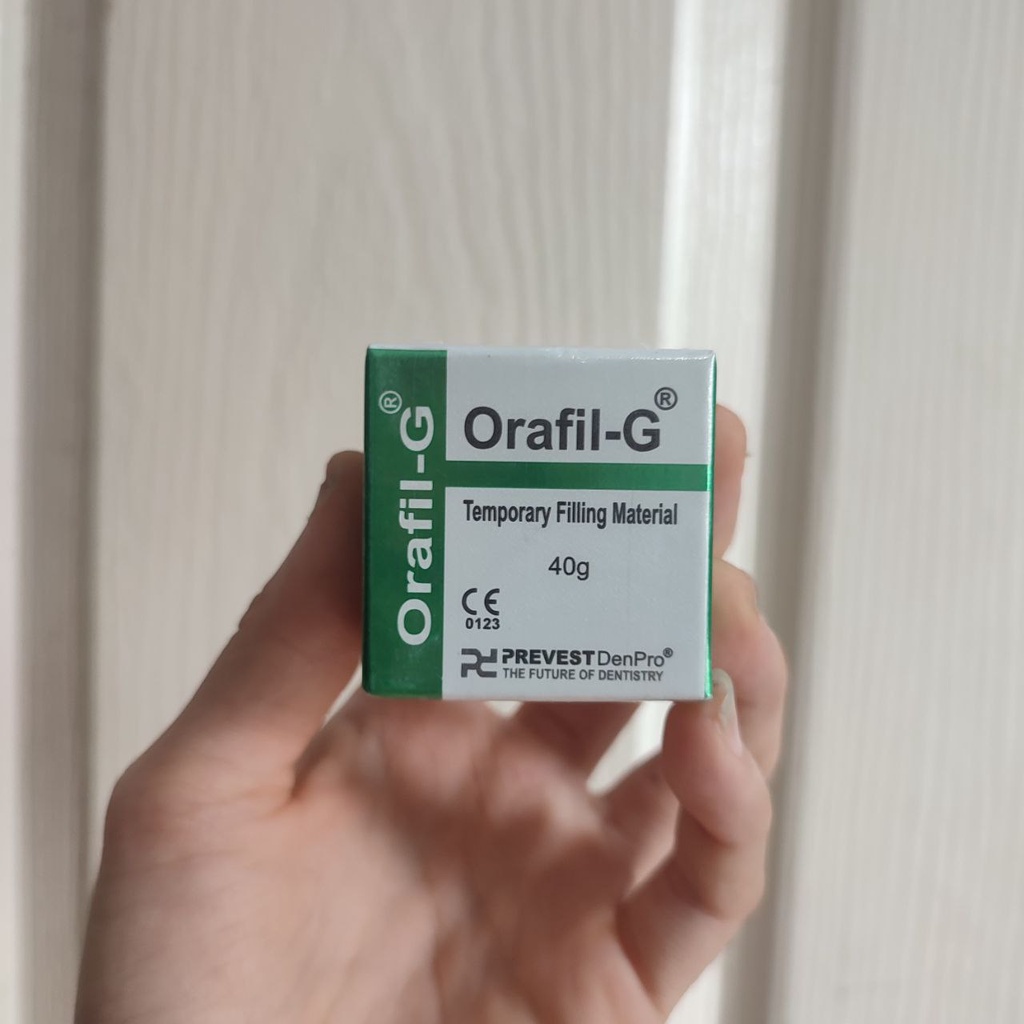 Orafil-G®
Orafil-G®
Temporary Filling Material
40g
CE
0123
PREVEST DenPro®
THE FUTURE OF DENTISTRY